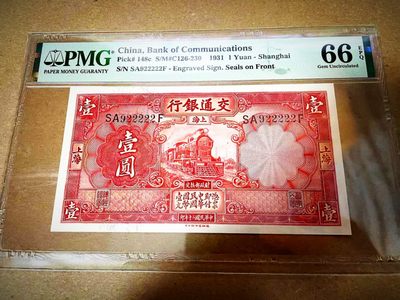 PMG
PAPER MONEY GUARANTY
China, Bank of Communications
Pick# 148c S/M#C126-230 1931 1 Yuan - Shanghai
S/N SA922222F - Engraved Sign. Seals on Front
66 EPQ
Gem Uncirculated
行銀通交
海上
SA922222F SA922222F
壹 壹
壹圓
上海 上海
壹 壹